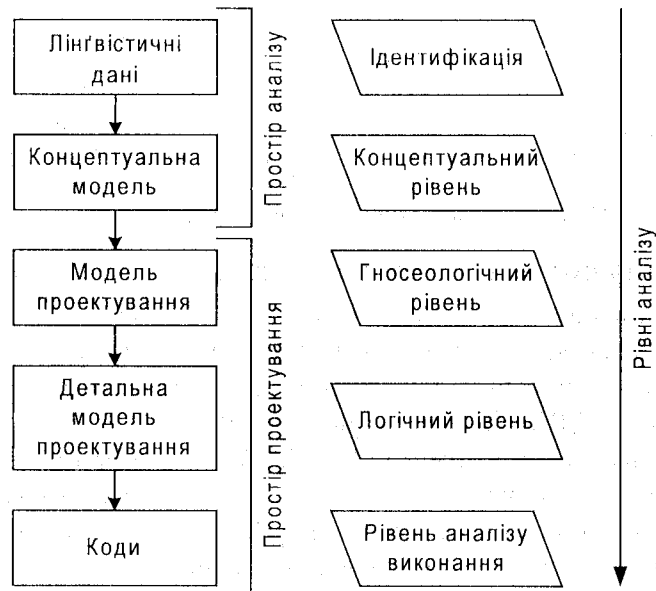 Лінґвістичні
дані
Концептуальна
модель
Модель
проектування
Детальна
модель
проектування
Коди
Простір аналізу
Простір проектування
Ідентифікація
Концептуальний
рівень
Гносеологічний
рівень
Логічний рівень
Рівень аналізу
виконання
Рівні аналізу